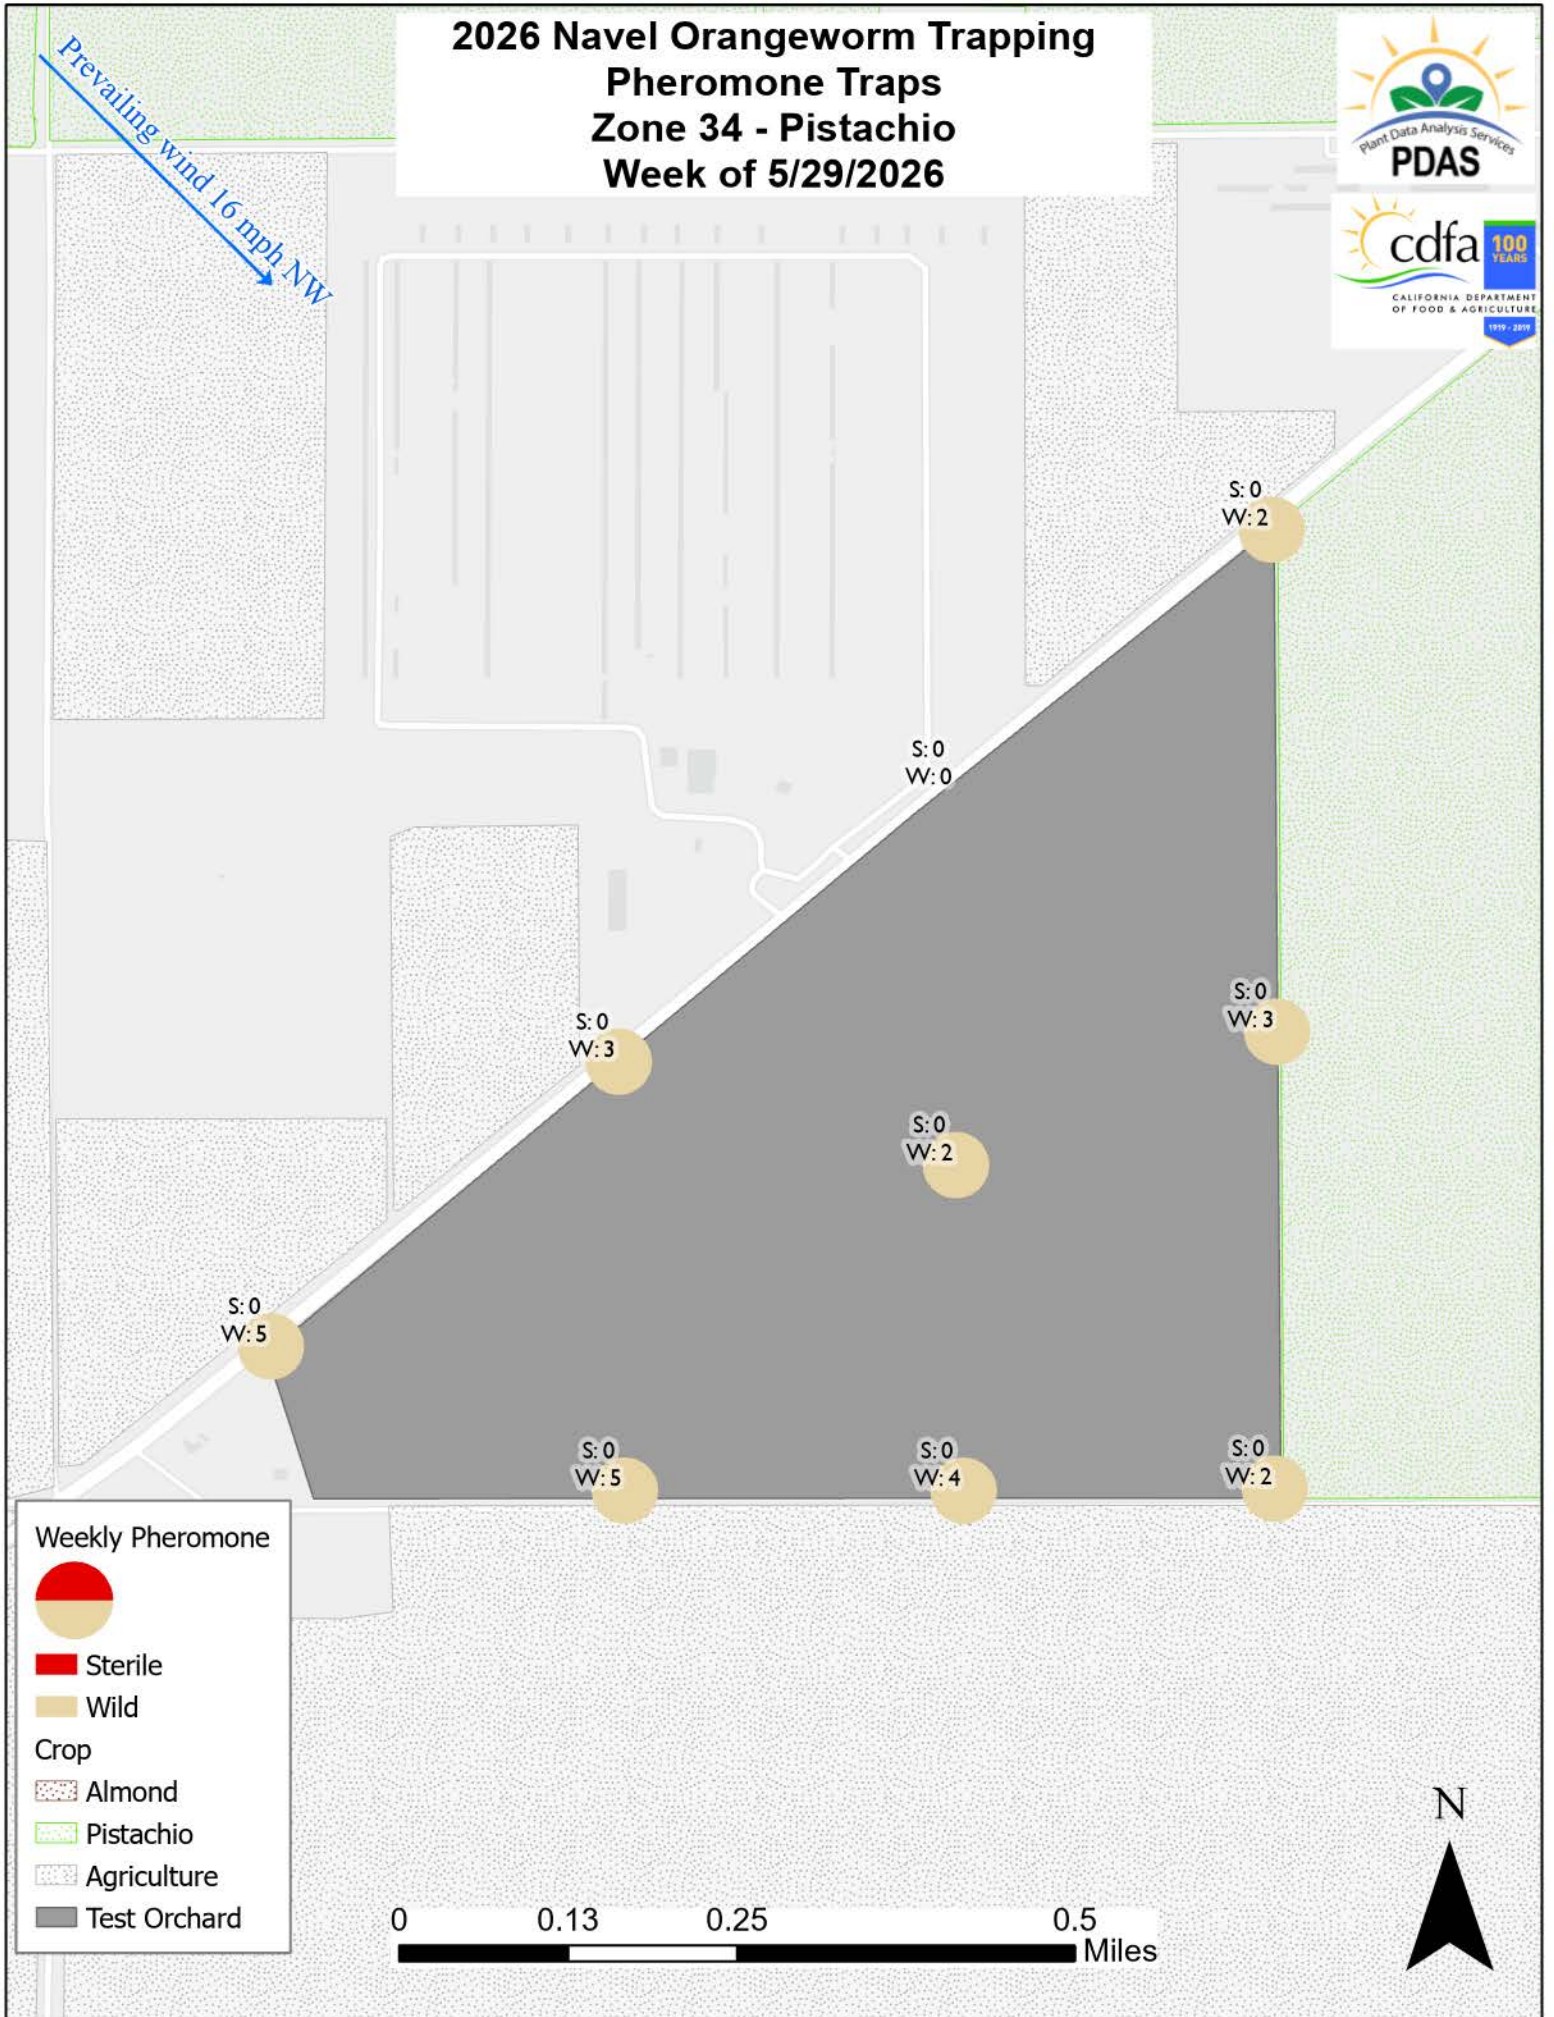 2026 Navel Orangeworm Trapping
Pheromone Traps
Zone 34 - Pistachio
Week of 5/29/2026
Prevailing wind 16 mph NW
Plant Data Analysis Services
PDAS
cdfa
100
YEARS
CALIFORNIA DEPARTMENT
OF FOOD & AGRICULTURE
1919 - 2019
S: 0
W: 2
S: 0
W: 0
S: 0
W: 3
S: 0
W: 3
S: 0
W: 2
S: 0
W: 5
S: 0
W: 5
S: 0
W: 4
S: 0
W: 2
Weekly Pheromone
Sterile
Wild
Crop
Almond
Pistachio
Agriculture
Test Orchard
0 0.13 0.25 0.5
Miles
N